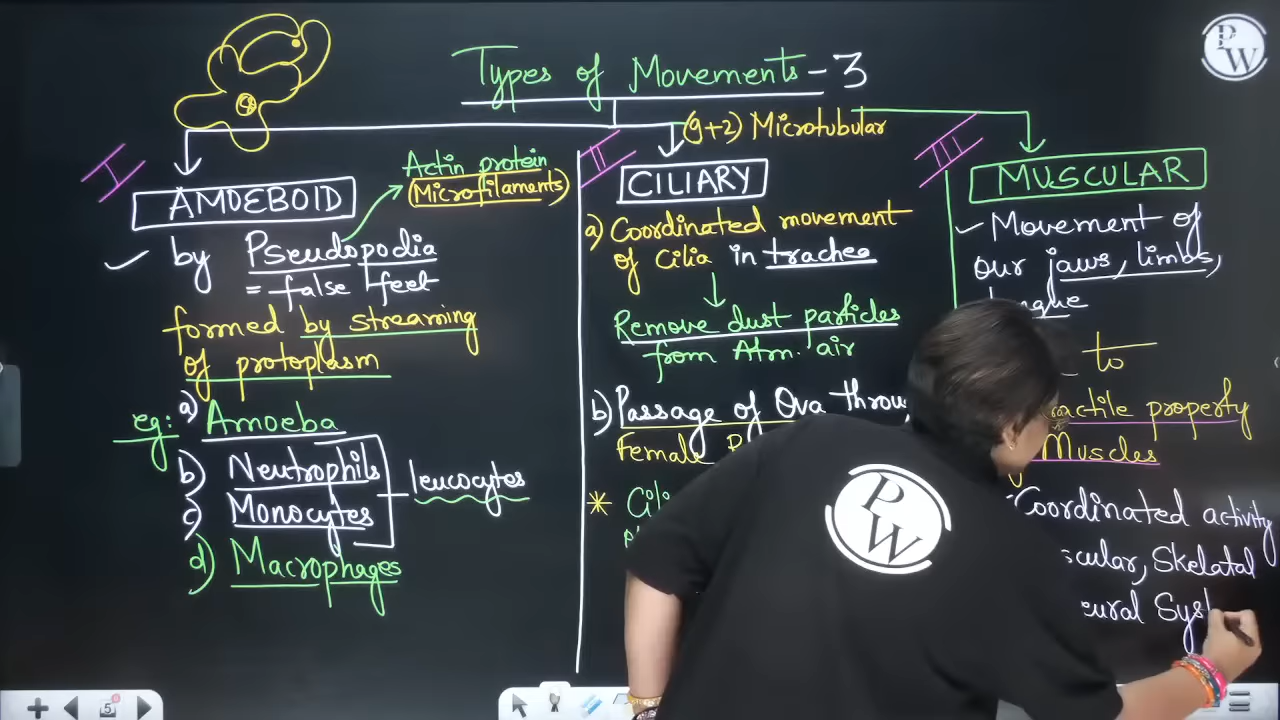 Types of Movements - 3
(9+2) Microtubular
I
AMOEBOID
Actin protein
(Microfilaments)
by Pseudopodia
= false feet
formed by streaming
of protoplasm
eg: a) Amoeba
b) Neutrophils
c) Monocytes
leucocytes
d) Macrophages
II
CILIARY
a) Coordinated movement
of Cilia in trachea
Remove dust particles
from Atm. air
b) Passage of Ova
Female
III
MUSCULAR
Movement of
our jaws, limbs,
to
property
Muscles
Coordinated activity
Skelatal
PW
PW
5